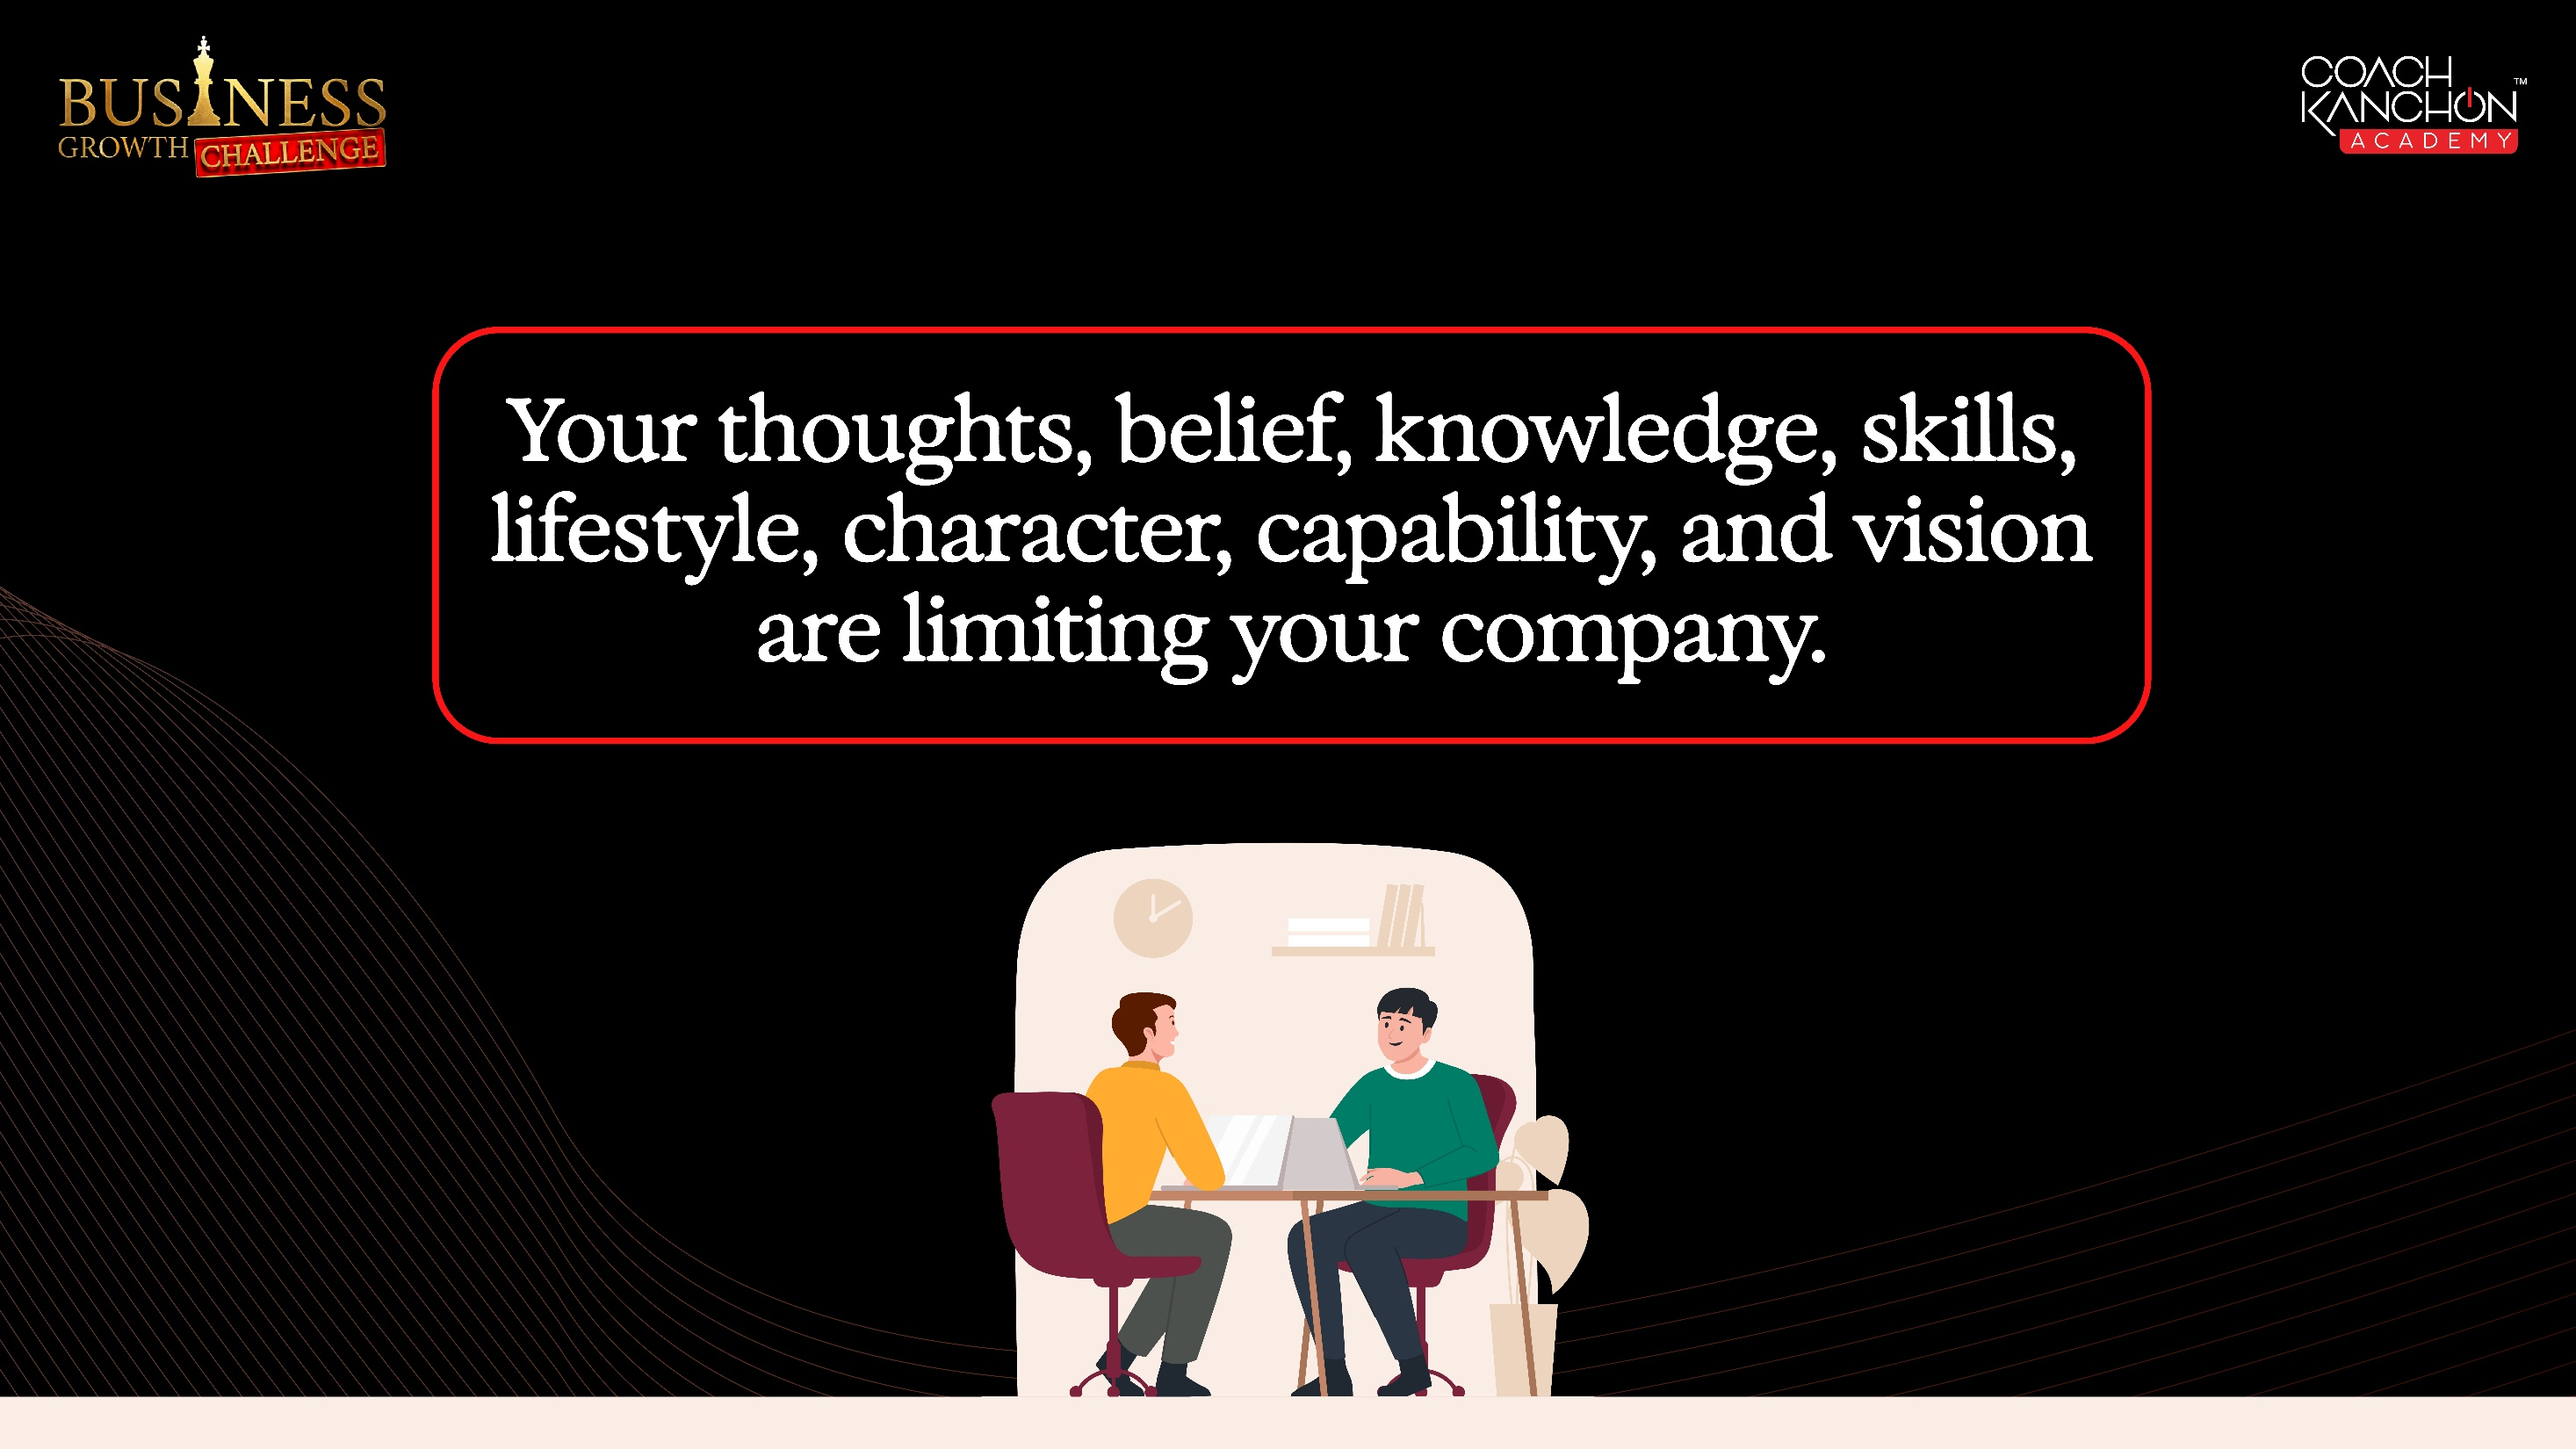 BUSINESS
GROWTH CHALLENGE
COACH
KANCHON
ACADEMY
TM
Your thoughts, belief, knowledge, skills,
lifestyle, character, capability, and vision
are limiting your company.